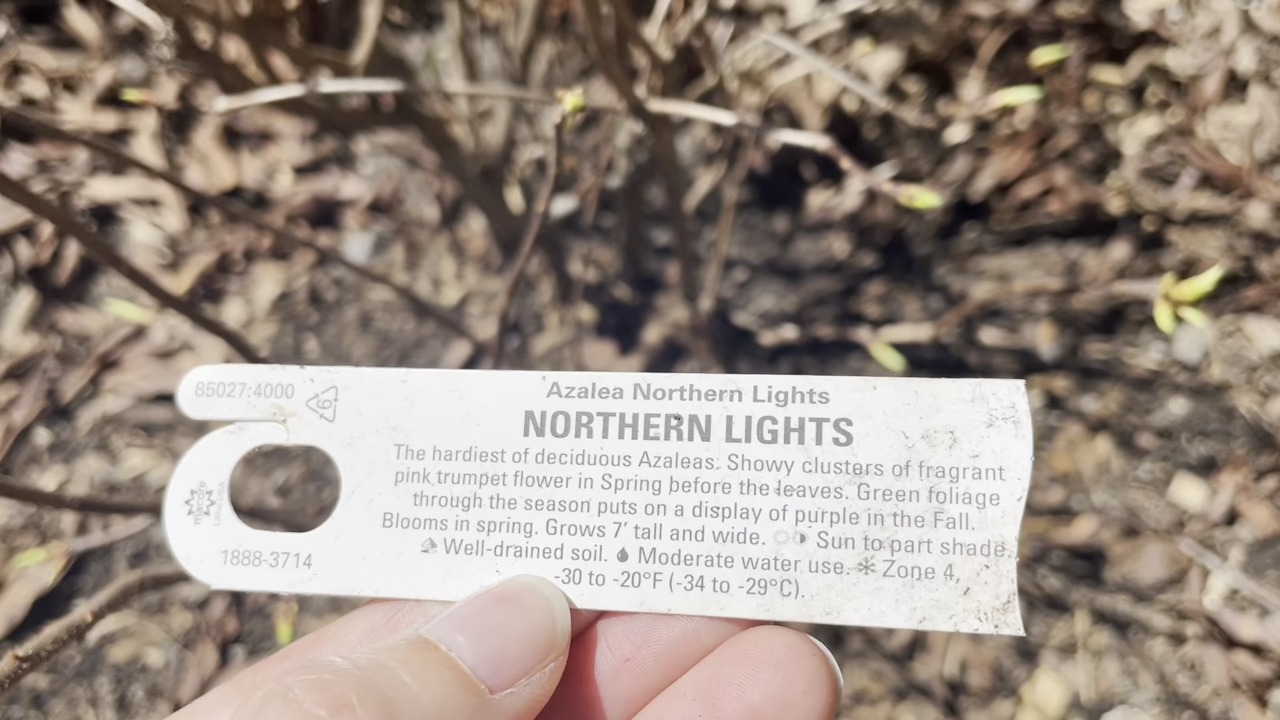 85027:4000
6
Azalea Northern Lights
NORTHERN LIGHTS
The hardiest of deciduous Azaleas. Showy clusters of fragrant
pink trumpet flower in Spring before the leaves. Green foliage
through the season puts on a display of purple in the Fall.
Blooms in spring. Grows 7' tall and wide. Sun to part shade.
Well-drained soil. Moderate water use. Zone 4,
-30 to -20°F (-34 to -29°C).
1888-3714